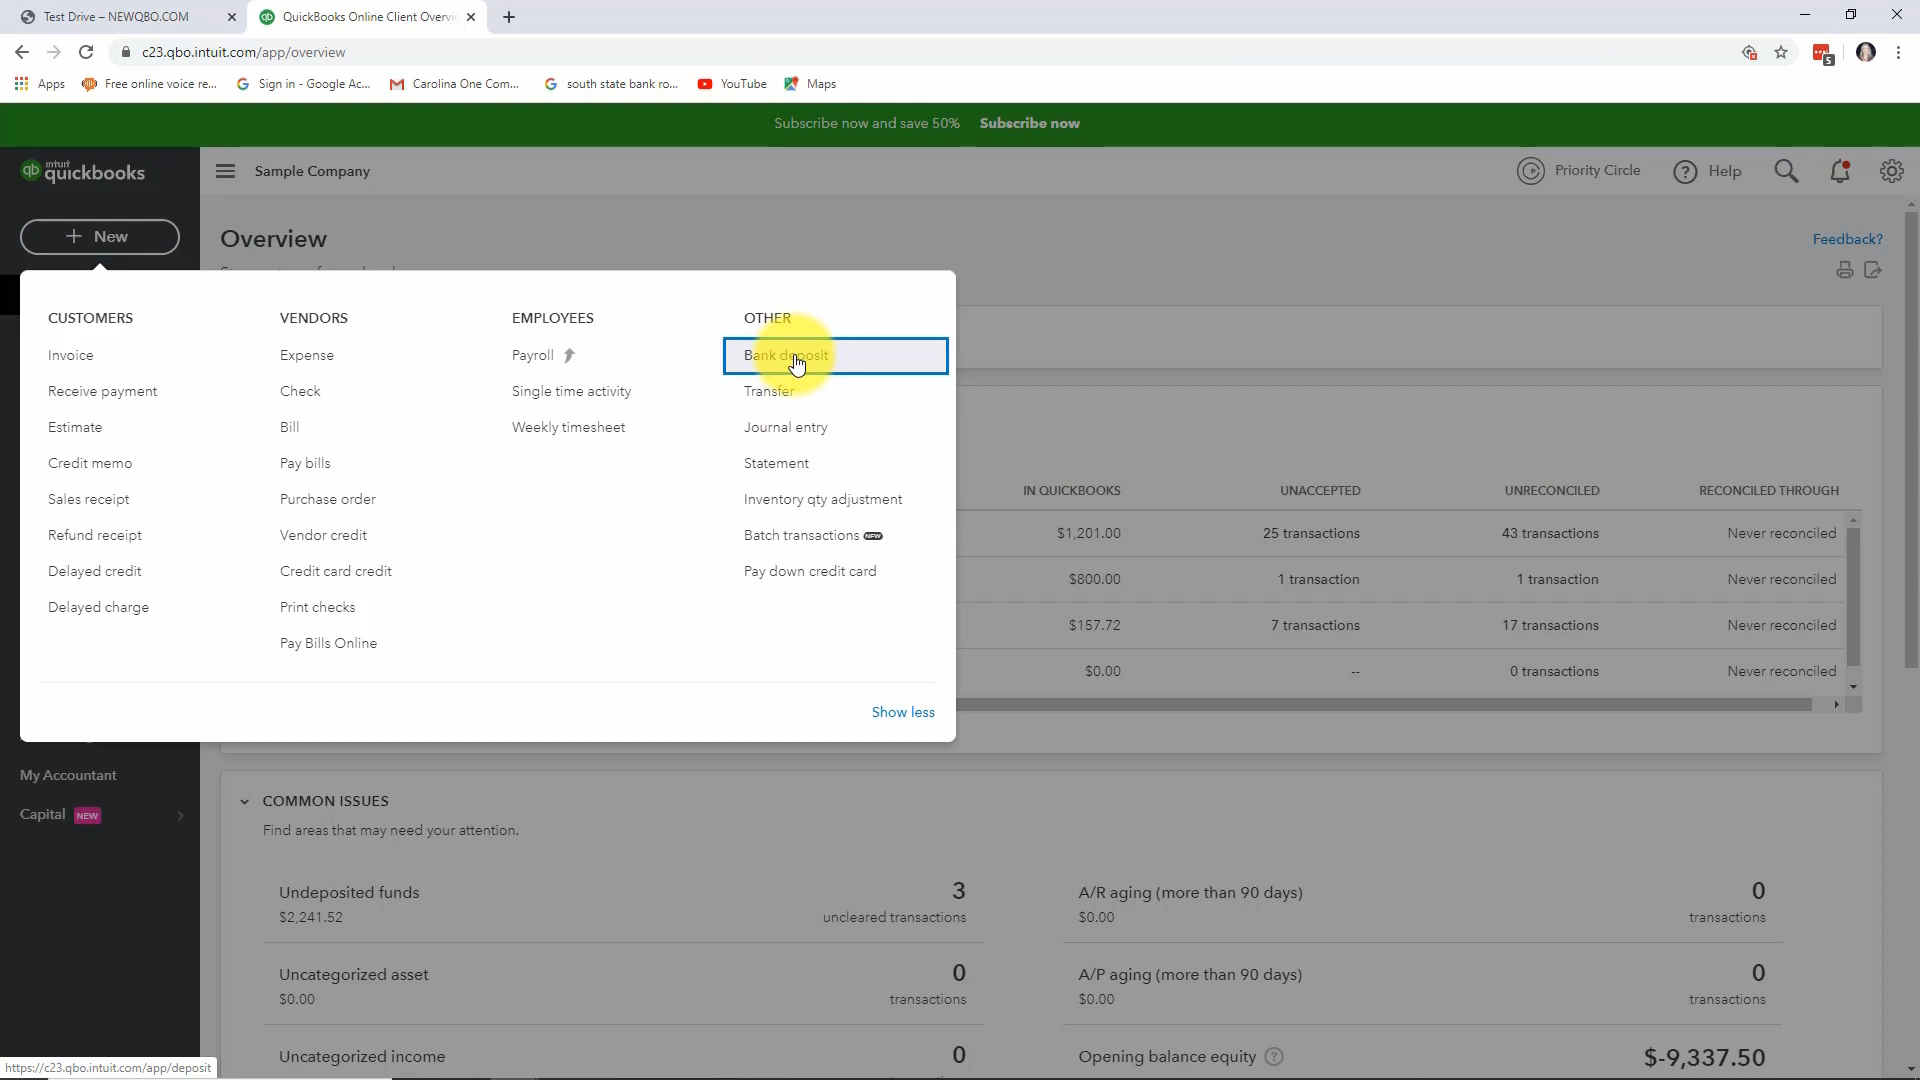 Test Drive – NEWQBO.COM
QuickBooks Online Client Overvi
c23.qbo.intuit.com/app/overview
5
Apps
Free online voice re...
Sign in - Google Ac...
Carolina One Com...
south state bank ro...
YouTube
Maps
Subscribe now and save 50% Subscribe now
qb intuit quickbooks
Sample Company
Priority Circle
Help
+ New
Overview
Feedback?
CUSTOMERS
Invoice
Receive payment
Estimate
Credit memo
Sales receipt
Refund receipt
Delayed credit
Delayed charge
VENDORS
Expense
Check
Bill
Pay bills
Purchase order
Vendor credit
Credit card credit
Print checks
Pay Bills Online
EMPLOYEES
Payroll
Single time activity
Weekly timesheet
OTHER
Bank deposit
Transfer
Journal entry
Statement
Inventory qty adjustment
Batch transactions NEW
Pay down credit card
Show less
IN QUICKBOOKS UNACCEPTED UNRECONCILED RECONCILED THROUGH
$1,201.00 25 transactions 43 transactions Never reconciled
$800.00 1 transaction 1 transaction Never reconciled
$157.72 7 transactions 17 transactions Never reconciled
$0.00 -- 0 transactions Never reconciled
My Accountant
Capital NEW
COMMON ISSUES
Find areas that may need your attention.
Undeposited funds 3
$2,241.52 uncleared transactions
A/R aging (more than 90 days) 0
$0.00 transactions
Uncategorized asset 0
$0.00 transactions
A/P aging (more than 90 days) 0
$0.00 transactions
Uncategorized income 0
Opening balance equity ? $-9,337.50
https://c23.qbo.intuit.com/app/deposit